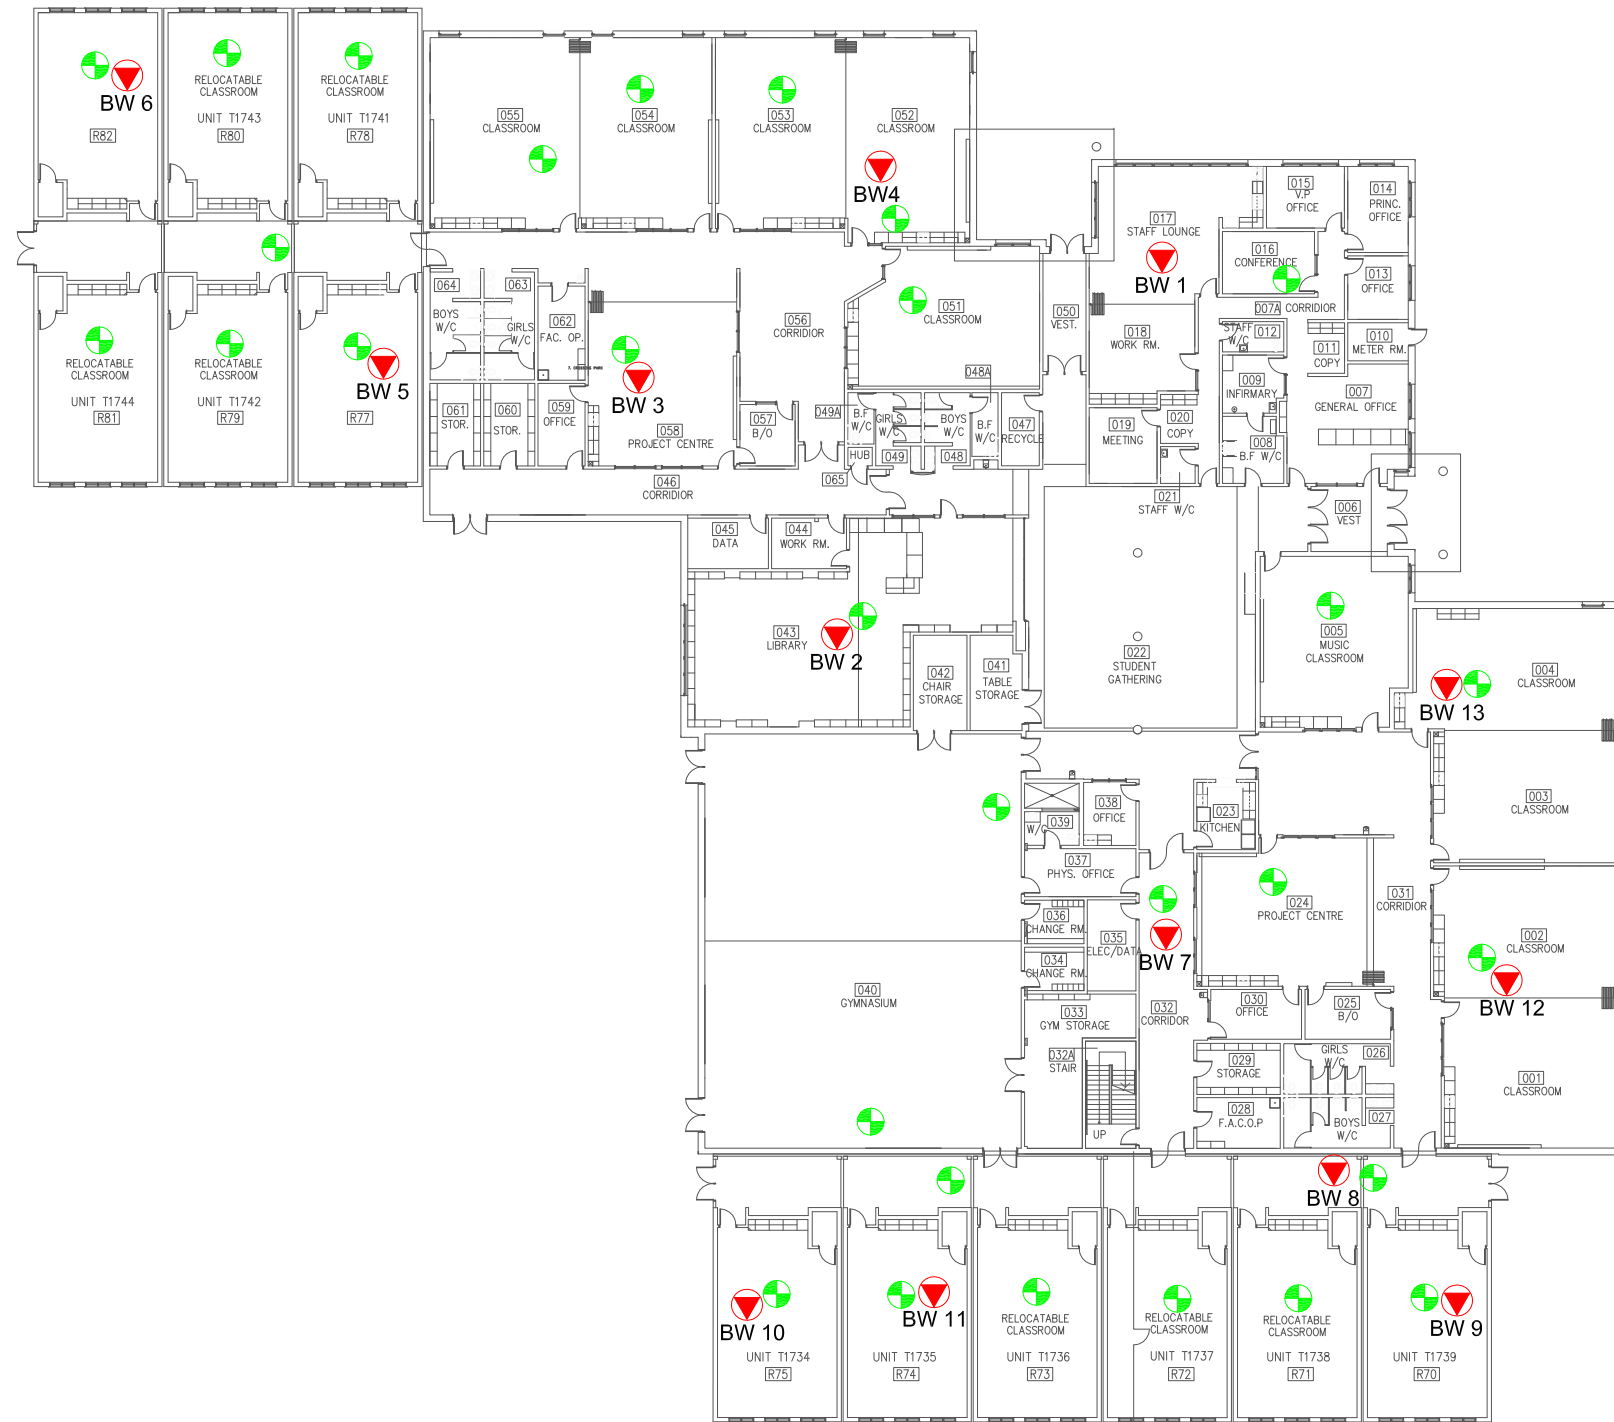 BW 6
R82
RELOCATABLE
CLASSROOM
UNIT T1743
R80
RELOCATABLE
CLASSROOM
UNIT T1741
R78
055
CLASSROOM
054
CLASSROOM
053
CLASSROOM
052
CLASSROOM
BW4
017
STAFF LOUNGE
BW 1
015
V.P
OFFICE
014
PRINC.
OFFICE
016
CONFERENCE
013
OFFICE
007A CORRIDIOR
064
BOYS
W/C
063
GIRLS
W/C
062
FAC. OP.
056
CORRIDIOR
051
CLASSROOM
050
VEST.
018
WORK RM.
STAFF
W/C
012
011
COPY
010
METER RM.
RELOCATABLE
CLASSROOM
UNIT T1744
R81
RELOCATABLE
CLASSROOM
UNIT T1742
R79
BW 5
R77
BW 3
058
PROJECT CENTRE
048A
009
INFIRMARY
007
GENERAL OFFICE
061
STOR.
060
STOR.
059
OFFICE
057
B/O
049A
B.F
W/C
GIRLS
W/C
BOYS
W/C
B.F
W/C
047
RECYCLE
019
MEETING
020
COPY
008
B.F W/C
HUB
049
048
065
046
CORRIDIOR
021
STAFF W/C
006
VEST
045
DATA
044
WORK RM.
043
LIBRARY
BW 2
042
CHAIR
STORAGE
041
TABLE
STORAGE
022
STUDENT
GATHERING
005
MUSIC
CLASSROOM
004
CLASSROOM
BW 13
003
CLASSROOM
038
OFFICE
039
W/C
023
KITCHEN
037
PHYS. OFFICE
024
PROJECT CENTRE
031
CORRIDIOR
036
CHANGE RM.
035
ELEC/DATA
BW 7
002
CLASSROOM
BW 12
034
CHANGE RM.
040
GYMNASIUM
033
GYM STORAGE
032
CORRIDOR
030
OFFICE
025
B/O
032A
STAIR
029
STORAGE
GIRLS
W/C
026
001
CLASSROOM
028
F.A.C.O.P
BOYS
W/C
027
UP
BW 8
BW 10
UNIT T1734
R75
BW 11
UNIT T1735
R74
RELOCATABLE
CLASSROOM
UNIT T1736
R73
RELOCATABLE
CLASSROOM
UNIT T1737
R72
RELOCATABLE
CLASSROOM
UNIT T1738
R71
BW 9
UNIT T1739
R70